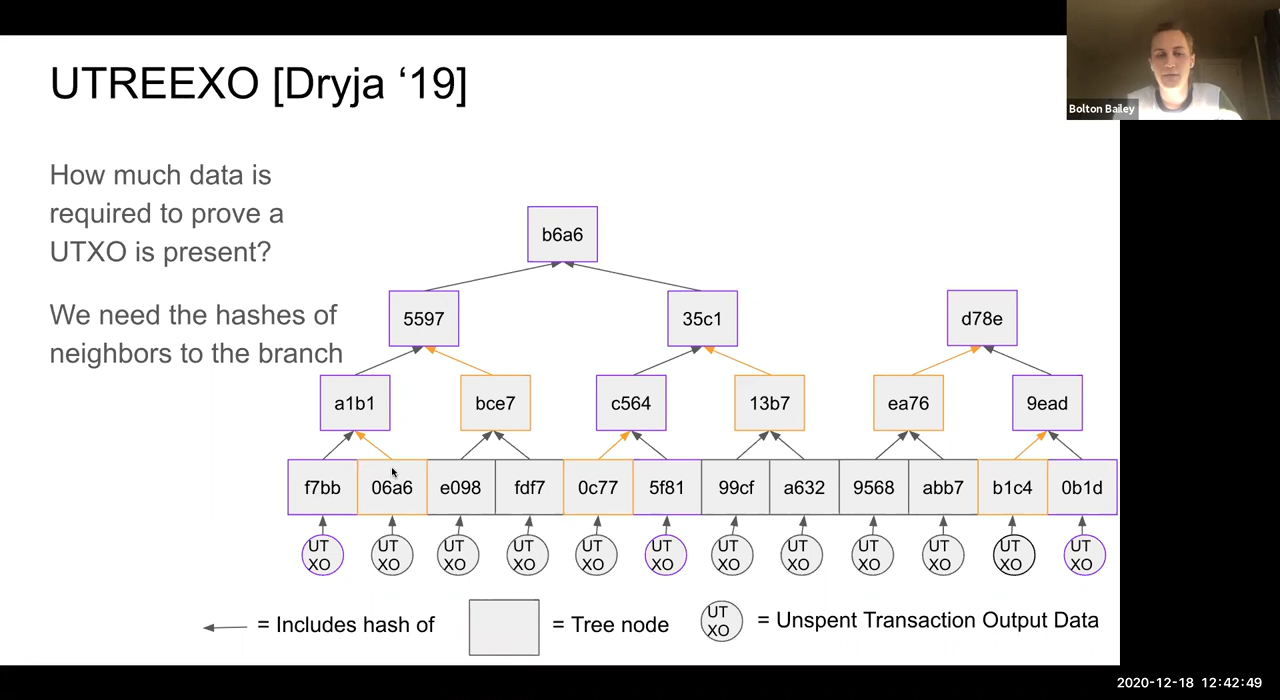 UTREEXO [Dryja ‘19]
Bolton Bailey
How much data is
required to prove a
UTXO is present?
We need the hashes of
neighbors to the branch
b6a6
5597 35c1 d78e
a1b1 bce7 c564 13b7 ea76 9ead
f7bb 06a6 e098 fdf7 0c77 5f81 99cf a632 9568 abb7 b1c4 0b1d
UT UT UT UT UT UT UT UT UT UT UT UT
XO XO XO XO XO XO XO XO XO XO XO XO
= Includes hash of
= Tree node
UT
XO
= Unspent Transaction Output Data
2020-12-18 12:42:49